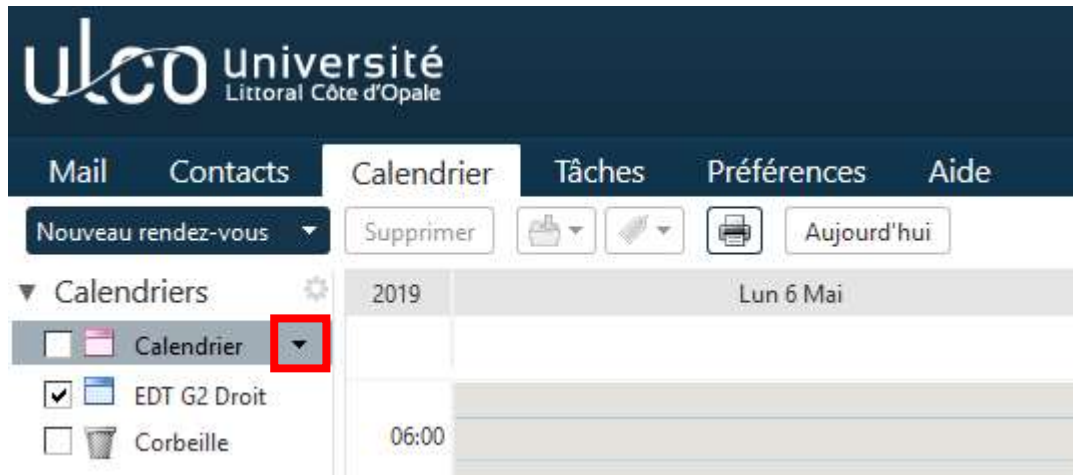 ulco Université
Littoral Côte d'Opale
Mail Contacts Calendrier Tâches Préférences Aide
Nouveau rendez-vous Supprimer Aujourd'hui
Calendriers 2019 Lun 6 Mai
Calendrier
EDT G2 Droit
Corbeille 06:00